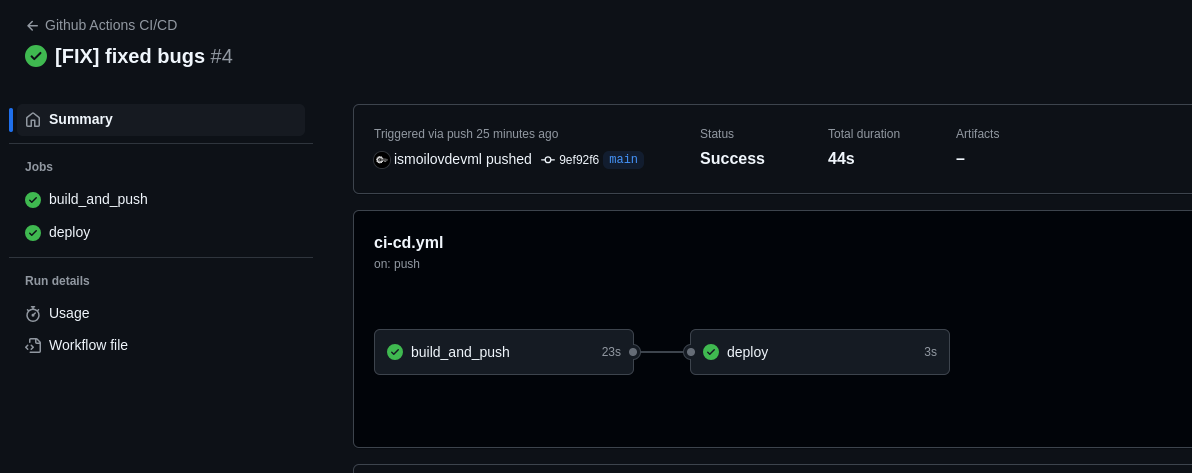 Github Actions CI/CD
[FIX] fixed bugs #4
Summary
Jobs
build_and_push
deploy
Run details
Usage
Workflow file
Triggered via push 25 minutes ago
ismoilovdevml pushed 9ef92f6 main
Status
Success
Total duration
44s
Artifacts
–
ci-cd.yml
on: push
build_and_push 23s
deploy 3s